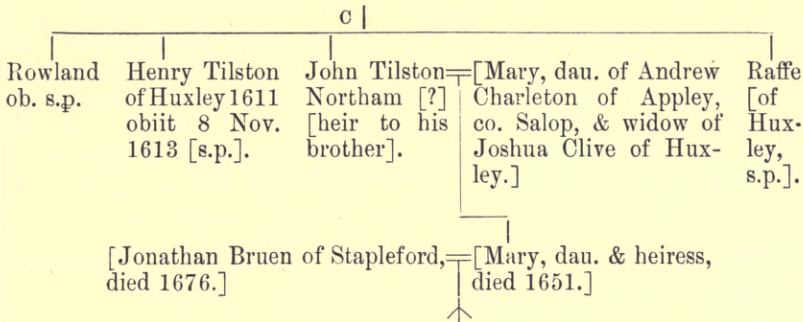 C
Rowland
ob. s.p.
Henry Tilston
of Huxley 1611
obiit 8 Nov.
1613 [s.p.].
John Tilston
Northam [?]
[heir to his
brother].
[Mary, dau. of Andrew
Charleton of Appley,
co. Salop, & widow of
Joshua Clive of Hux-
ley.]
Raffe
[of
Hux-
ley,
s.p.].
[Jonathan Bruen of Stapleford,
died 1676.]
[Mary, dau. & heiress,
died 1651.]